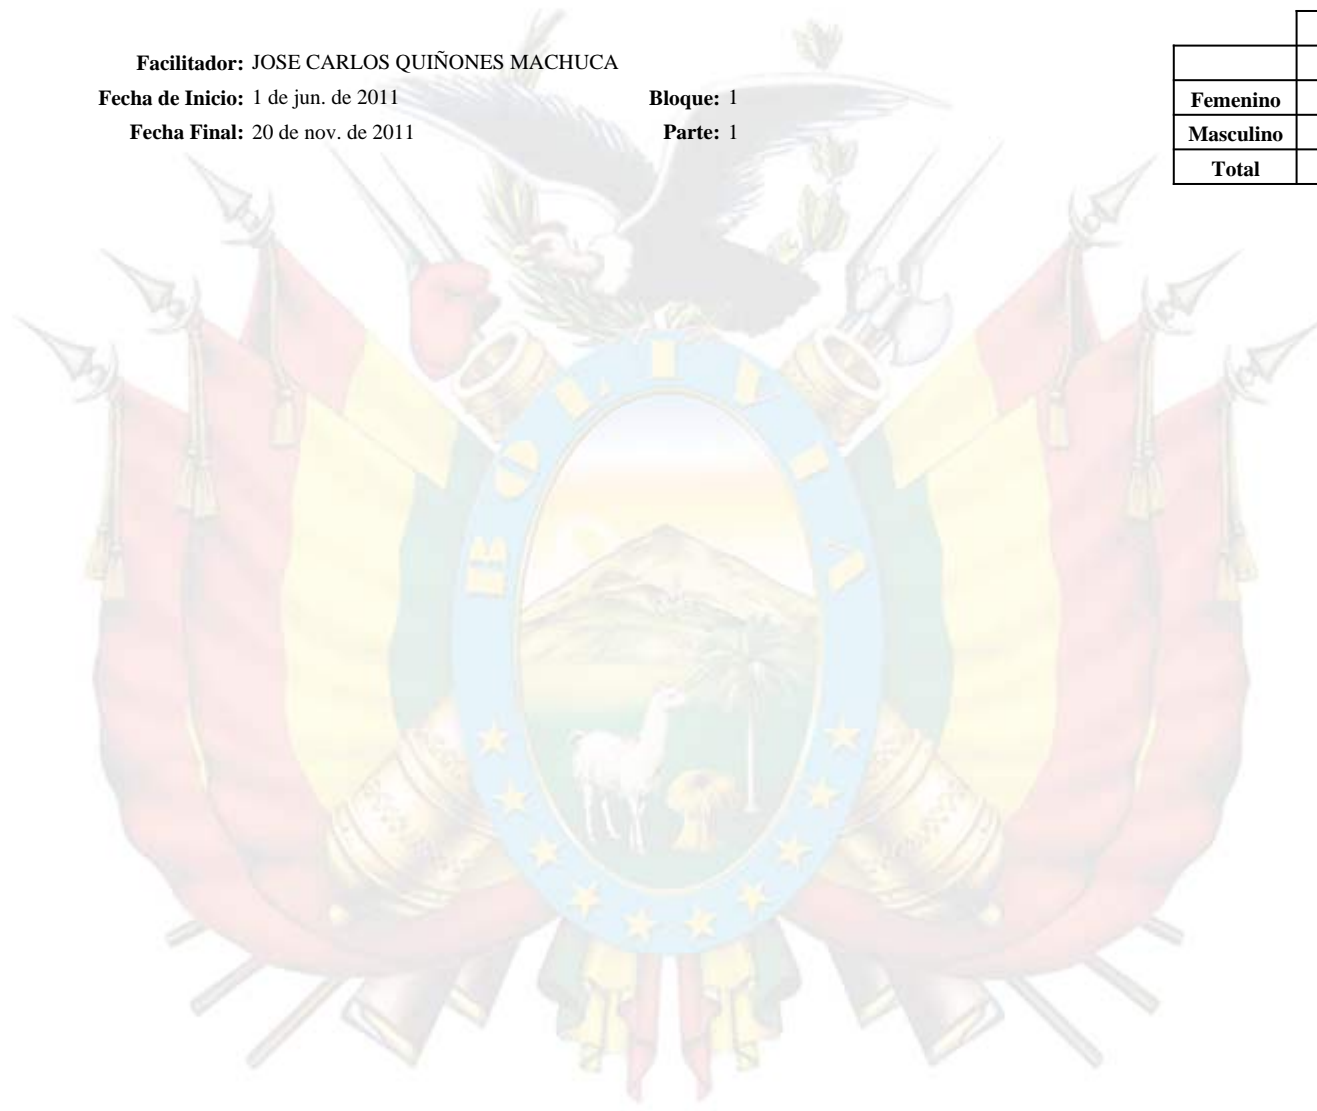 Facilitador: JOSE CARLOS QUIÑONES MACHUCA
Fecha de Inicio: 1 de jun. de 2011 Bloque: 1
Fecha Final: 20 de nov. de 2011 Parte: 1
Femenino
Masculino
Total
BOLIVIA